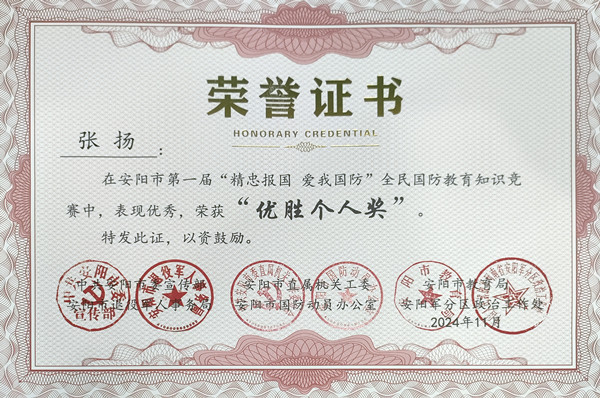 荣誉证书
HONORARY CREDENTIAL
张扬：
在安阳市第一届“精忠报国 爱我国防”全民国防教育知识竞
赛中，表现优秀，荣获“优胜个人奖”。
特发此证，以资鼓励。
中共安阳市委宣传部 安阳市直属机关工委 安阳市教育局
安阳市退役军人事务局 安阳市国防动员办公室 安阳军分区政治工作处
2024年11月